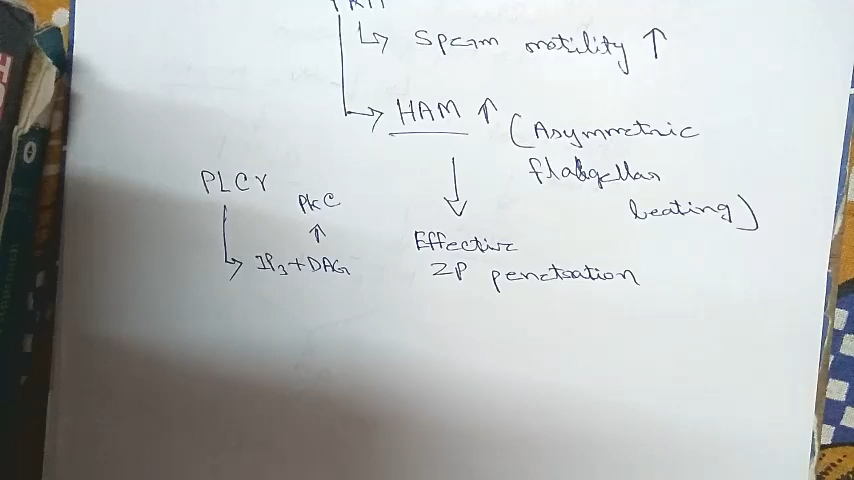 Sperm motility ↑
HAM ↑ (Asymmetric
flagellar
beating)
PLCγ
PKC
↑
IP3+DAG
Effective
ZP penetration